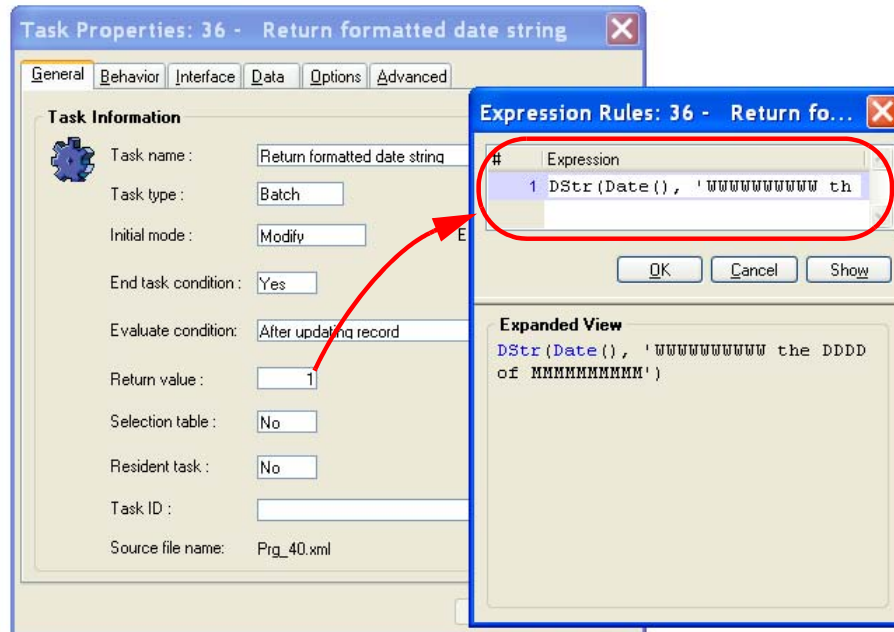 Task Properties: 36 - Return formatted date string
General Behavior Interface Data Options Advanced
Task Information
Task name : Return formatted date string
Task type : Batch
Initial mode : Modify E
End task condition : Yes
Evaluate condition: After updating record
Return value : 1
Selection table : No
Resident task : No
Task ID :
Source file name: Prg_40.xml
Expression Rules: 36 - Return fo...
# Expression
1 DStr(Date(), 'WWWWWWWWWW th
OK Cancel Show
Expanded View
DStr(Date(), 'WWWWWWWWWW the DDDD
of MMMMMMMMMM')